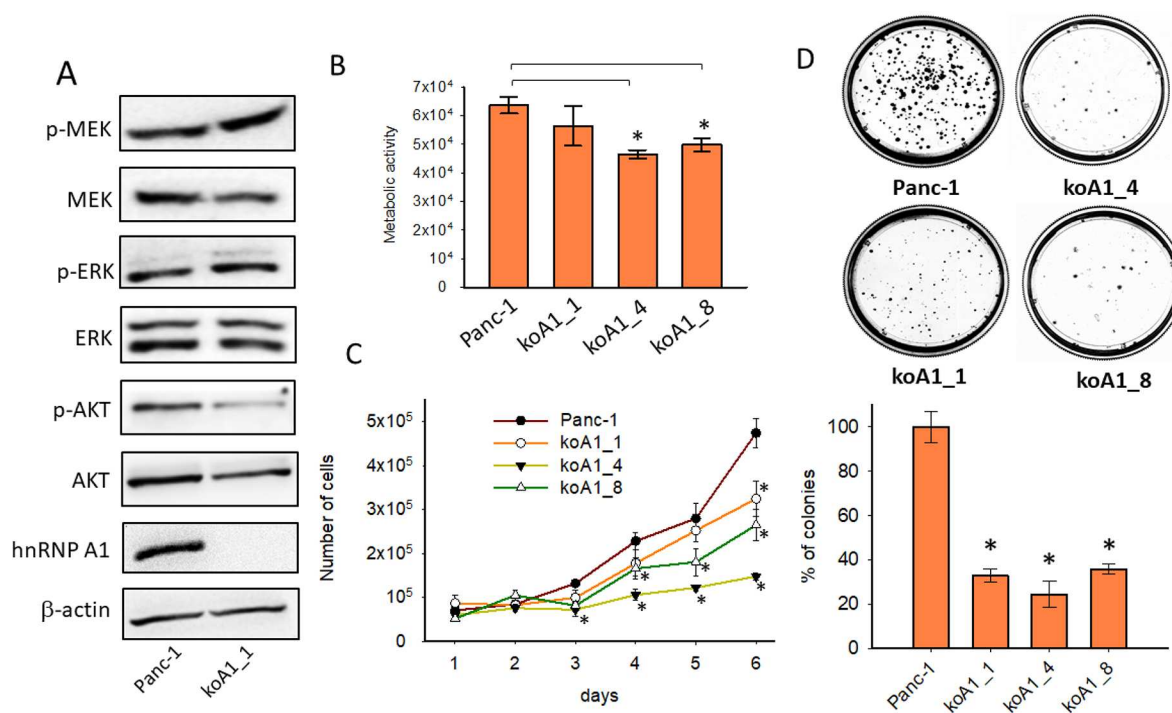 A
p-MEK
MEK
p-ERK
ERK
p-AKT
AKT
hnRNP A1
β-actin
Panc-1
koA1_1
B
Metabolic activity
7x10⁴
6x10⁴
5x10⁴
4x10⁴
3x10⁴
2x10⁴
10⁴
0
* *
Panc-1
koA1_1
koA1_4
koA1_8
C
Number of cells
5x10⁵
4x10⁵
3x10⁵
2x10⁵
10⁵
0
Panc-1
koA1_1
koA1_4
koA1_8
* * * * * * * *
1 2 3 4 5 6
days
D
Panc-1
koA1_4
koA1_1
koA1_8
% of colonies
100
80
60
40
20
0
* * *
Panc-1
koA1_1
koA1_4
koA1_8